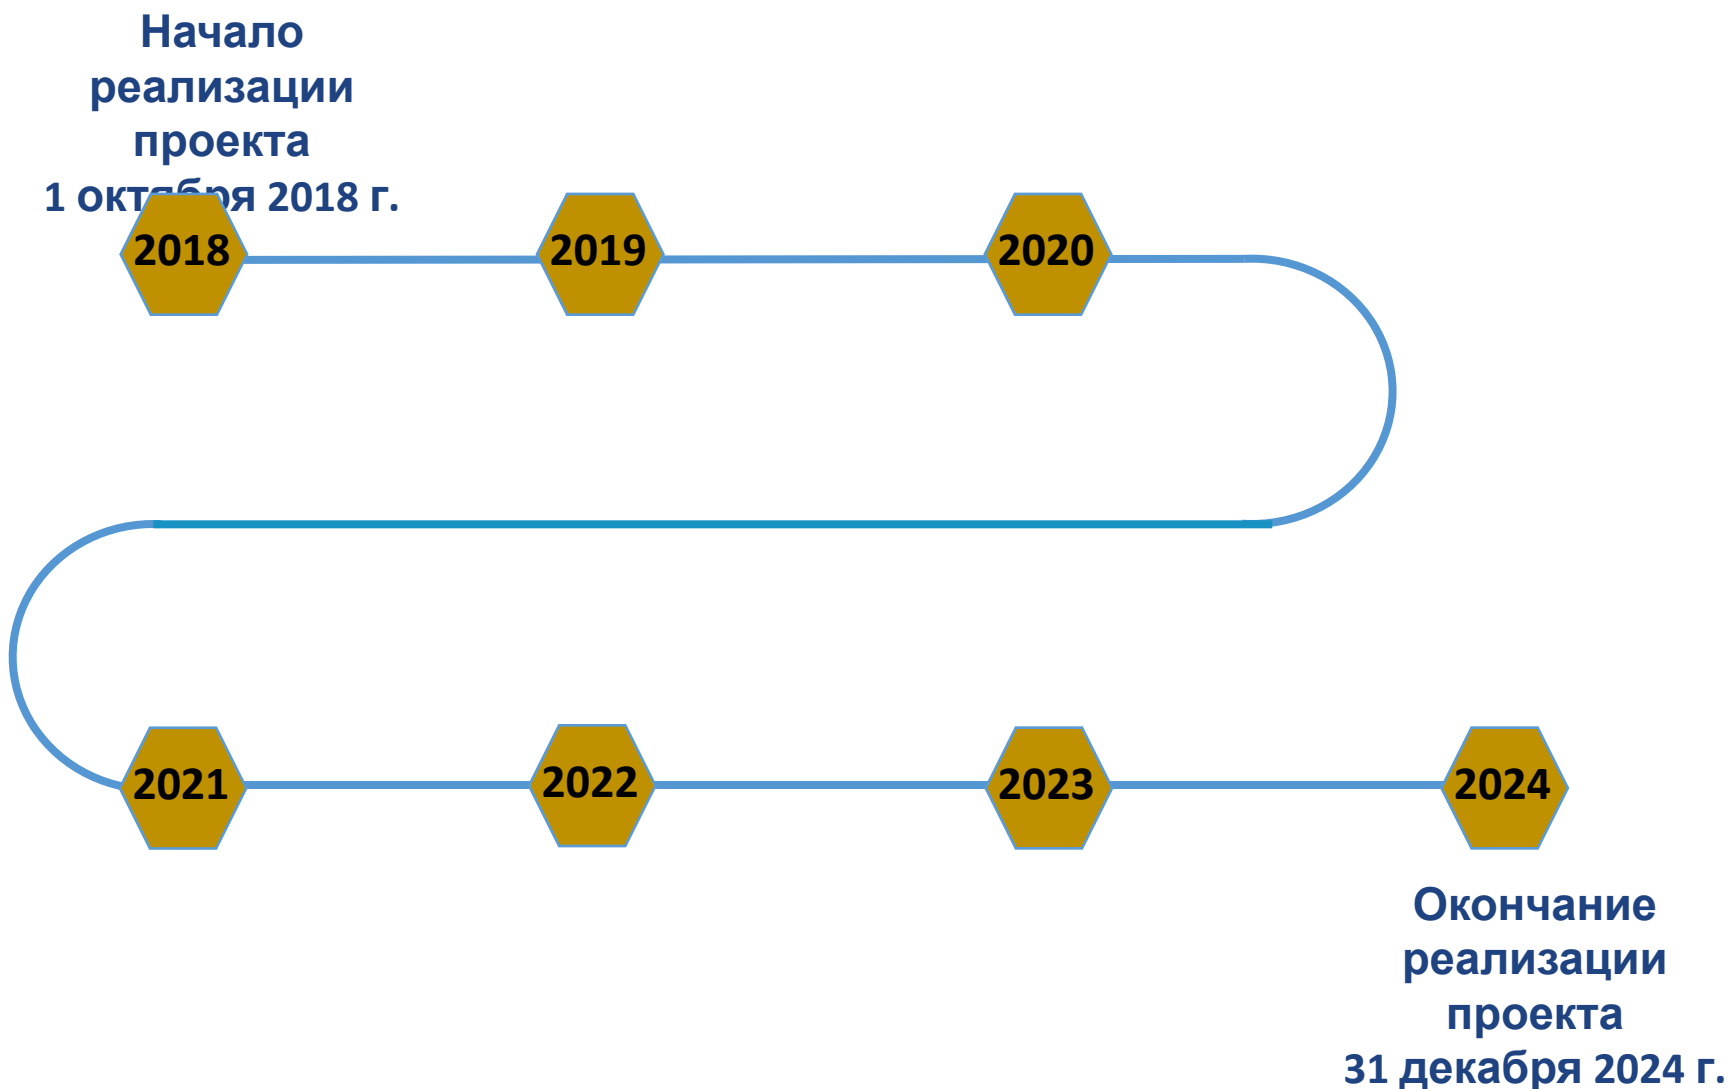 Начало
реализации
проекта
1 октября 2018 г.
2018
2019
2020
2021
2022
2023
2024
Окончание
реализации
проекта
31 декабря 2024 г.